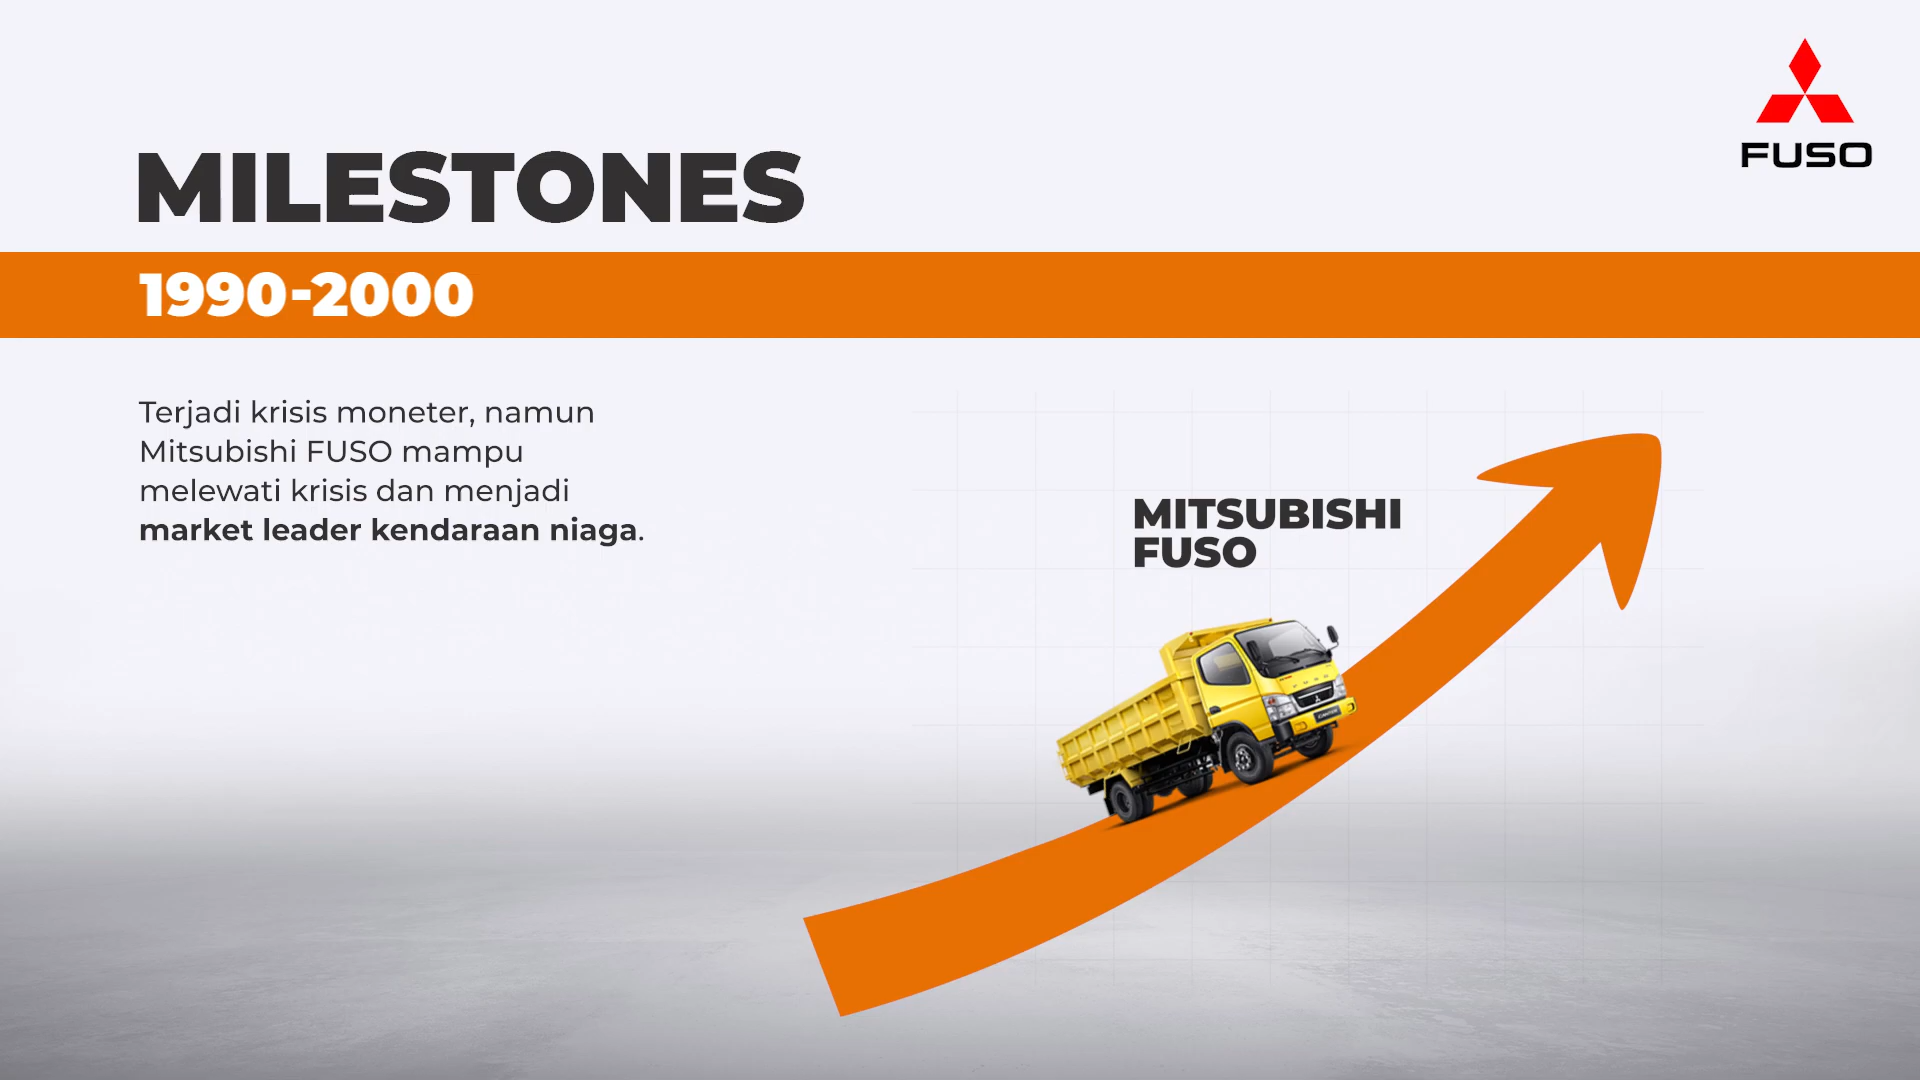 FUSO
MILESTONES
1990-2000
Terjadi krisis moneter, namun
Mitsubishi FUSO mampu
melewati krisis dan menjadi
market leader kendaraan niaga.
MITSUBISHI
FUSO
FUSO